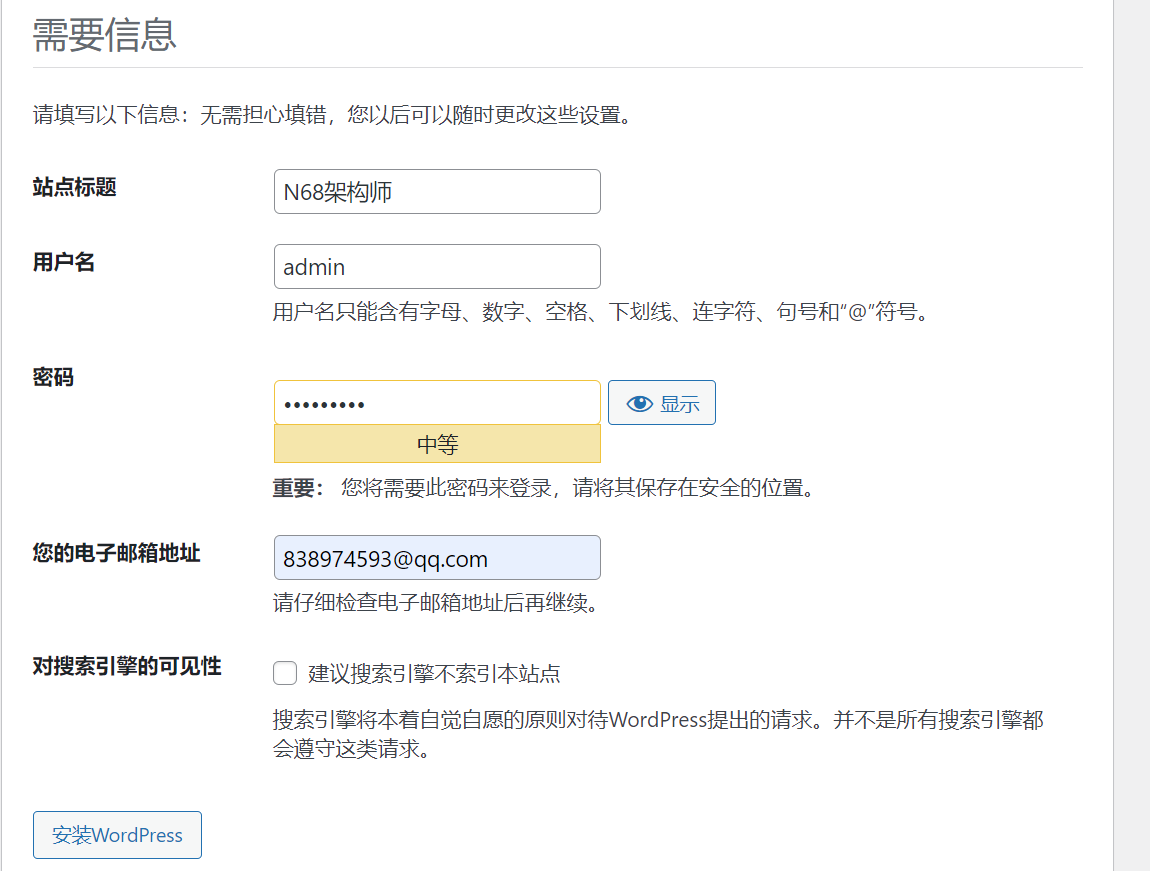 需要信息
请填写以下信息：无需担心填错，您以后可以随时更改这些设置。
站点标题
N68架构师
用户名
admin
用户名只能含有字母、数字、空格、下划线、连字符、句号和“@”符号。
密码
•••••••••
显示
中等
重要： 您将需要此密码来登录，请将其保存在安全的位置。
您的电子邮箱地址
838974593@qq.com
请仔细检查电子邮箱地址后再继续。
对搜索引擎的可见性
建议搜索引擎不索引本站点
搜索引擎将本着自觉自愿的原则对待WordPress提出的请求。并不是所有搜索引擎都
会遵守这类请求。
安装WordPress